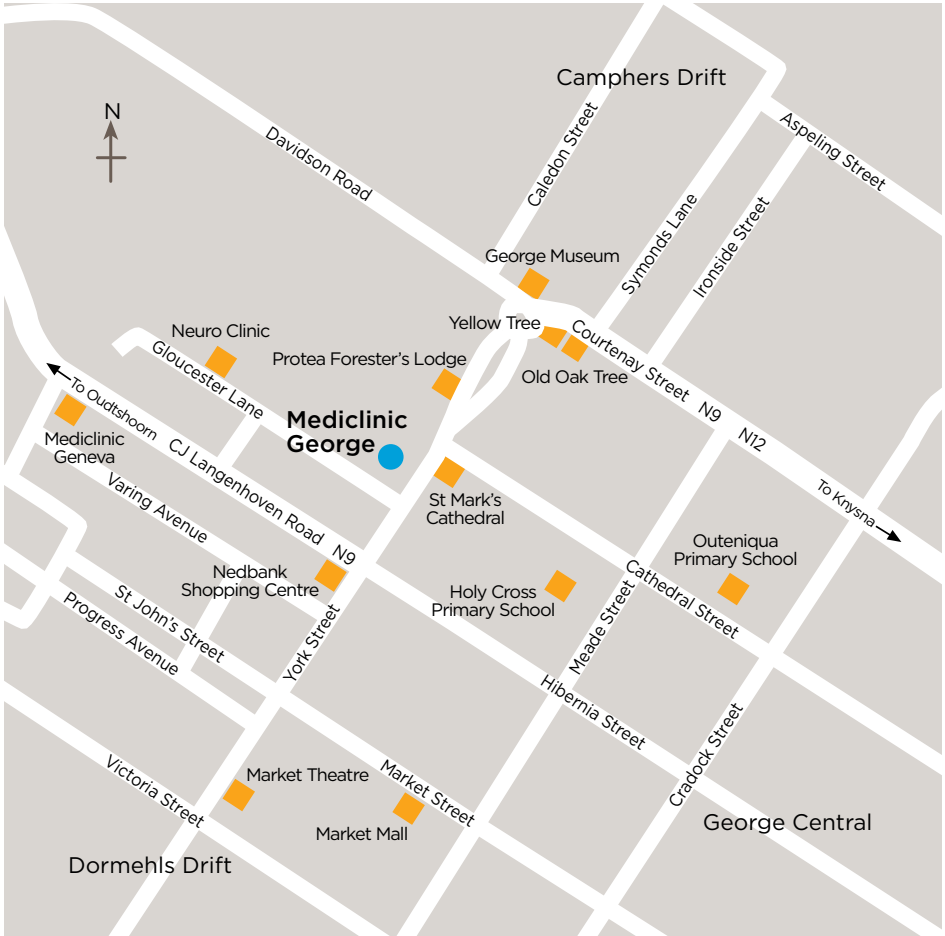 Camphers Drift
N
Aspeling Street
Davidson Road
Caledon Street
Symonds Lane
Ironside Street
George Museum
Yellow Tree
Courtenay Street
N9
N12
Neuro Clinic
Gloucester Lane
Protea Forester's Lodge
Old Oak Tree
To Oudtshoorn
CJ Langenhoven Road
N9
Mediclinic
George
Mediclinic
Geneva
Varing Avenue
St Mark's
Cathedral
To Knysna
Outeniqua
Primary School
Nedbank
Shopping Centre
Holy Cross
Primary School
Cathedral Street
Meade Street
St John's Street
Progress Avenue
York Street
Hibernia Street
Cradock Street
Victoria Street
Market Theatre
Market Street
Market Mall
George Central
Dormehls Drift